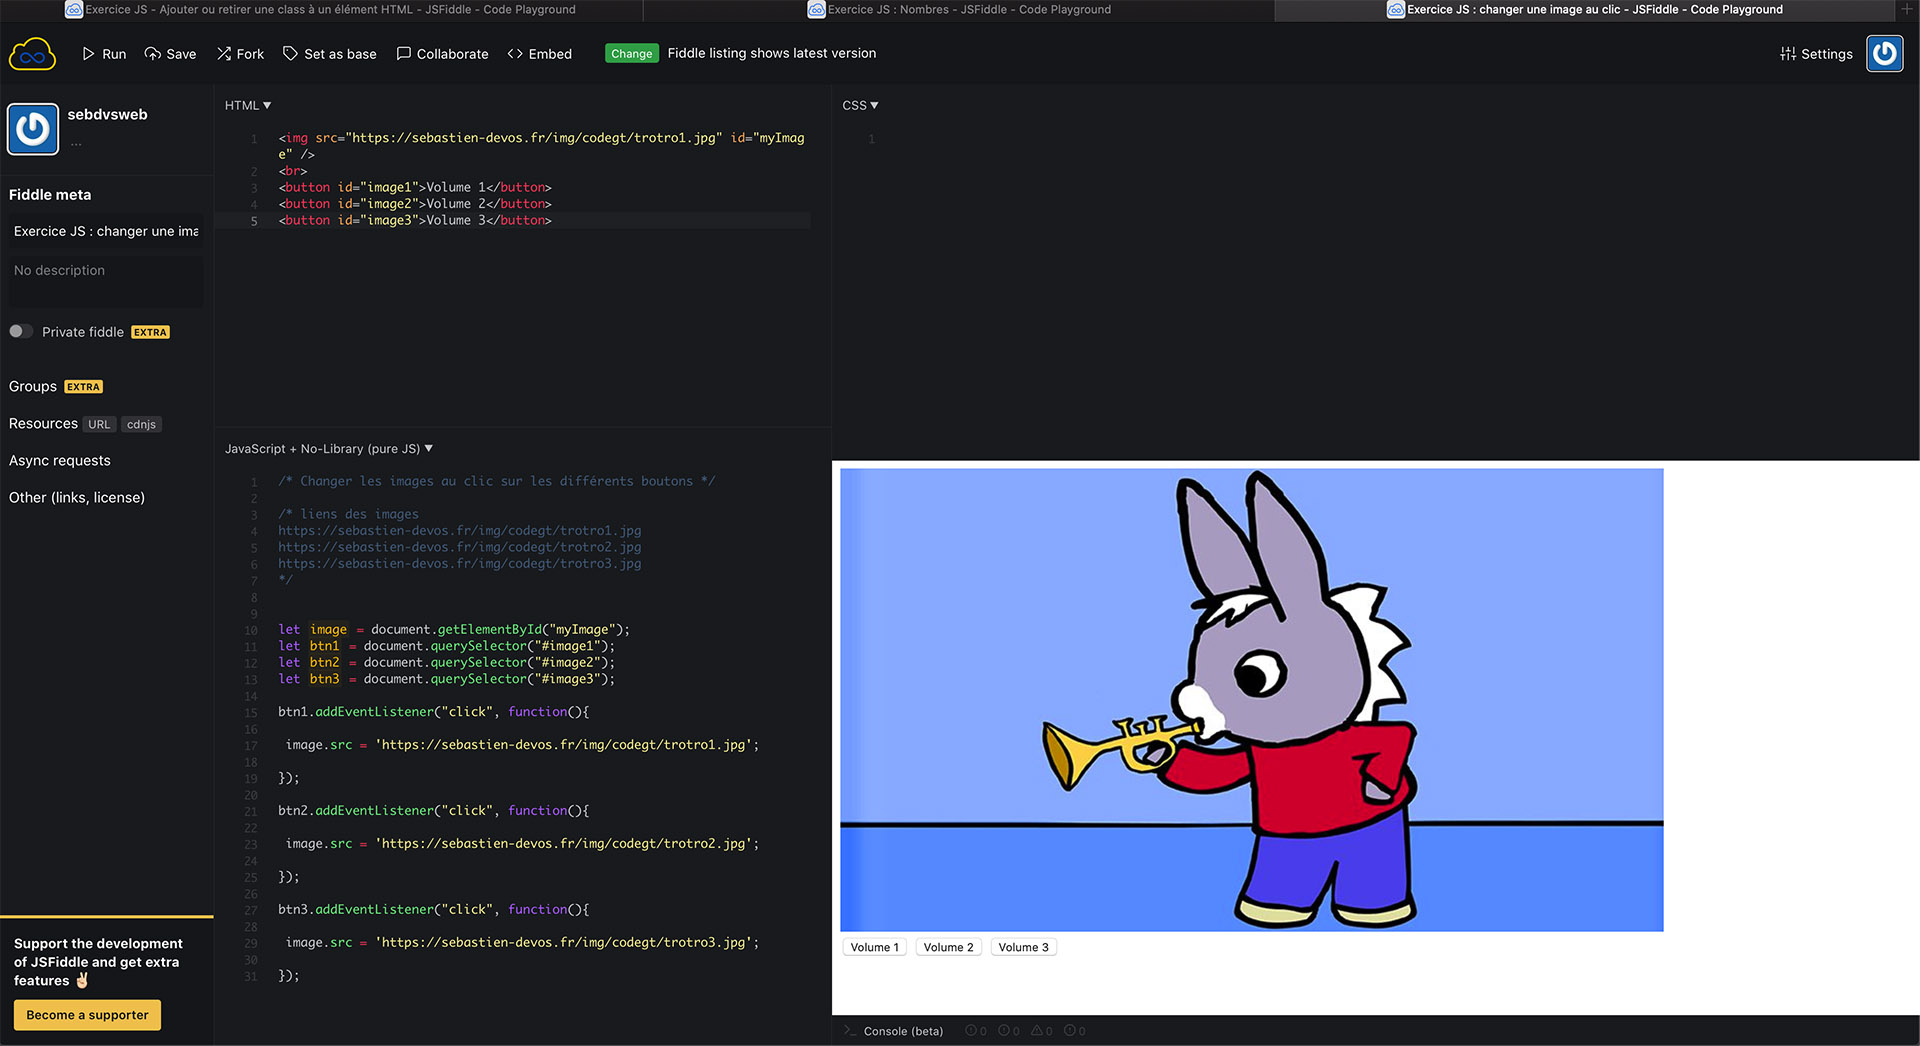 Exercice JS - Ajouter ou retirer une class à un élément HTML - JSFiddle - Code Playground
Exercice JS : Nombres - JSFiddle - Code Playground
Exercice JS : changer une image au clic - JSFiddle - Code Playground
Run
Save
Fork
Set as base
Collaborate
Embed
Change
Fiddle listing shows latest version
Settings
sebdvsweb
...
Fiddle meta
Exercice JS : changer une ima
No description
Private fiddle EXTRA
Groups EXTRA
Resources URL cdnjs
Async requests
Other (links, license)
Support the development
of JSFiddle and get extra
features ✌🏻
Become a supporter
HTML ▼
1 <img src="https://sebastien-devos.fr/img/codegt/trotro1.jpg" id="myImag
e" />
2 <br>
3 <button id="image1">Volume 1</button>
4 <button id="image2">Volume 2</button>
5 <button id="image3">Volume 3</button>
CSS ▼
1
JavaScript + No-Library (pure JS) ▼
1 /* Changer les images au clic sur les différents boutons */
2
3 /* liens des images
4 https://sebastien-devos.fr/img/codegt/trotro1.jpg
5 https://sebastien-devos.fr/img/codegt/trotro2.jpg
6 https://sebastien-devos.fr/img/codegt/trotro3.jpg
7 */
8
9
10 let image = document.getElementById("myImage");
11 let btn1 = document.querySelector("#image1");
12 let btn2 = document.querySelector("#image2");
13 let btn3 = document.querySelector("#image3");
14
15 btn1.addEventListener("click", function(){
16
17 image.src = 'https://sebastien-devos.fr/img/codegt/trotro1.jpg';
18
19 });
20
21 btn2.addEventListener("click", function(){
22
23 image.src = 'https://sebastien-devos.fr/img/codegt/trotro2.jpg';
24
25 });
26
27 btn3.addEventListener("click", function(){
28
29 image.src = 'https://sebastien-devos.fr/img/codegt/trotro3.jpg';
30
31 });
Volume 1
Volume 2
Volume 3
>_ Console (beta) 0 0 0 0